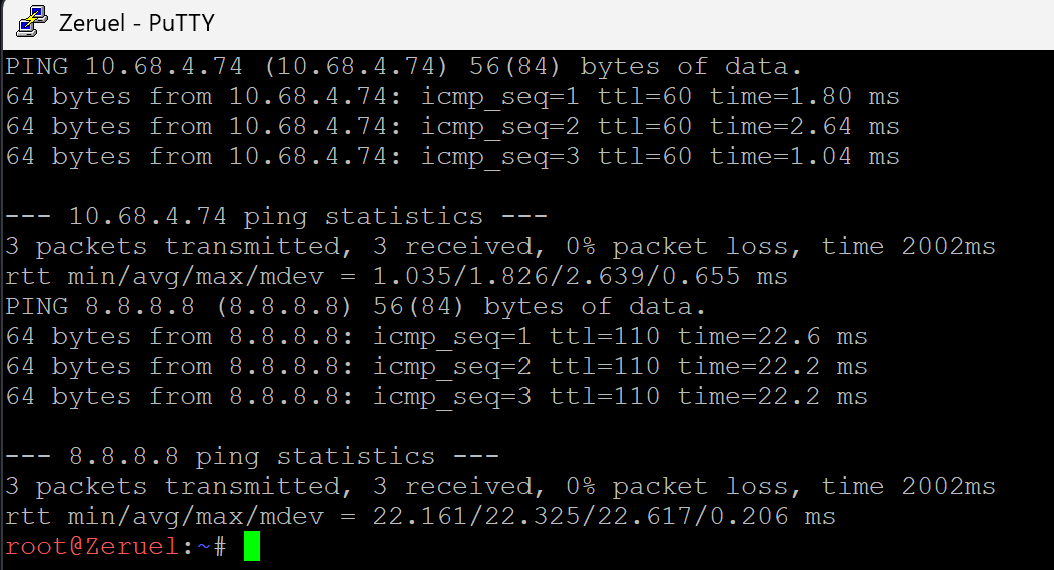 Zeruel - PuTTY
PING 10.68.4.74 (10.68.4.74) 56(84) bytes of data.
64 bytes from 10.68.4.74: icmp_seq=1 ttl=60 time=1.80 ms
64 bytes from 10.68.4.74: icmp_seq=2 ttl=60 time=2.64 ms
64 bytes from 10.68.4.74: icmp_seq=3 ttl=60 time=1.04 ms
--- 10.68.4.74 ping statistics ---
3 packets transmitted, 3 received, 0% packet loss, time 2002ms
rtt min/avg/max/mdev = 1.035/1.826/2.639/0.655 ms
PING 8.8.8.8 (8.8.8.8) 56(84) bytes of data.
64 bytes from 8.8.8.8: icmp_seq=1 ttl=110 time=22.6 ms
64 bytes from 8.8.8.8: icmp_seq=2 ttl=110 time=22.2 ms
64 bytes from 8.8.8.8: icmp_seq=3 ttl=110 time=22.2 ms
--- 8.8.8.8 ping statistics ---
3 packets transmitted, 3 received, 0% packet loss, time 2002ms
rtt min/avg/max/mdev = 22.161/22.325/22.617/0.206 ms
root@Zeruel:~#